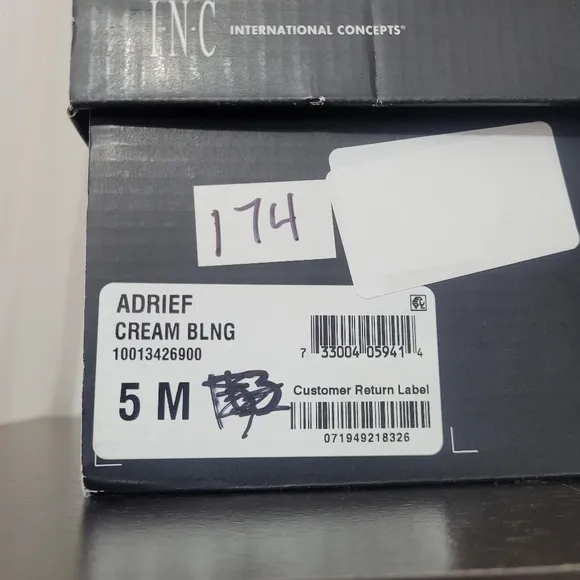 I·N·C INTERNATIONAL CONCEPTS®
174
ADRIEF
CREAM BLNG
10013426900
7 33004 05941 4
5 M
Customer Return Label
071949218326